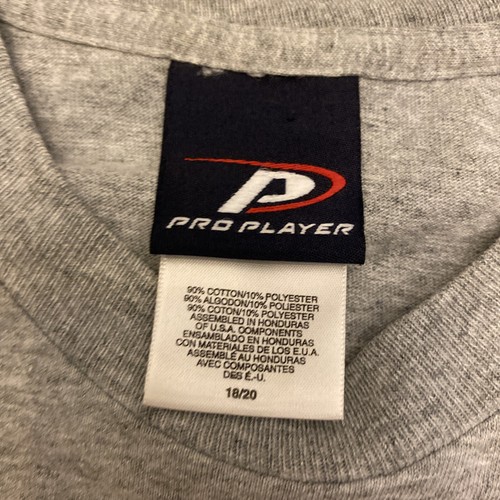 P
PRO PLAYER
90% COTTON/10% POLYESTER
90% ALGODON/10% POLIESTER
90% COTON/10% POLYESTER
ASSEMBLED IN HONDURAS
OF U.S.A. COMPONENTS
ENSAMBLADO EN HONDURAS
CON MATERIALES DE LOS E.U.A.
ASSEMBLÉ AU HONDURAS
AVEC COMPOSANTES
DES É.-U.
18/20